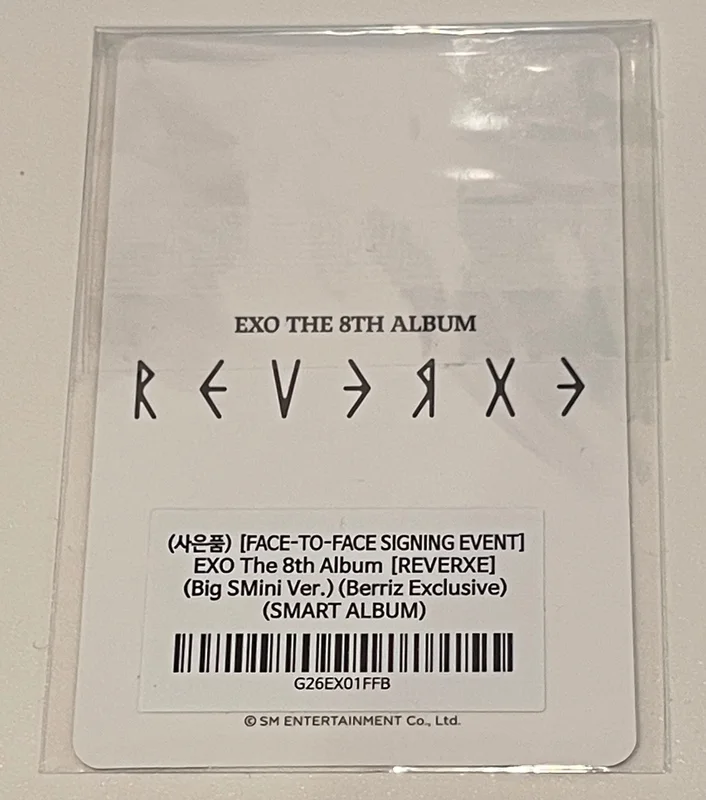 EXO THE 8TH ALBUM
REVERXE
(사은품) [FACE-TO-FACE SIGNING EVENT]
EXO The 8th Album [REVERXE]
(Big SMini Ver.) (Berriz Exclusive)
(SMART ALBUM)
G26EX01FFB
© SM ENTERTAINMENT Co., Ltd.